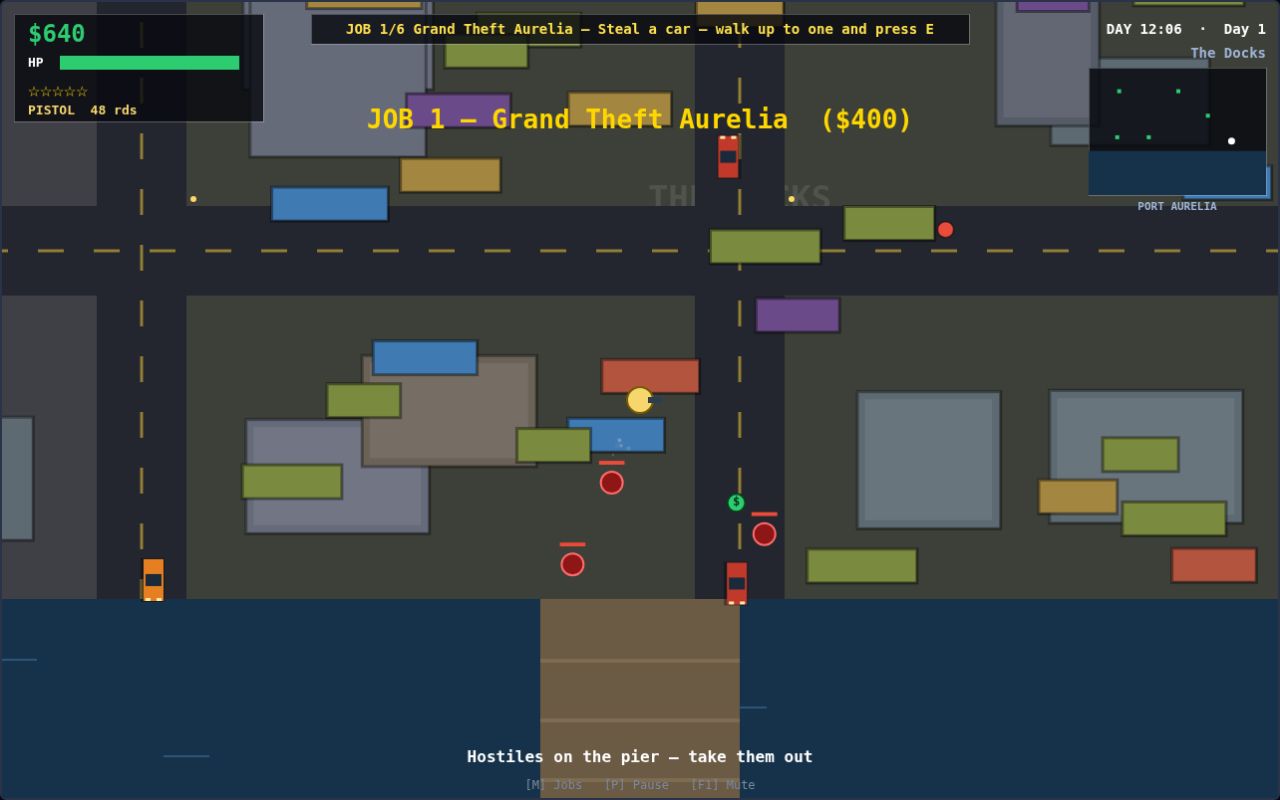 $640
HP
☆☆☆☆☆
PISTOL 48 rds
JOB 1/6 Grand Theft Aurelia — Steal a car — walk up to one and press E
DAY 12:06 · Day 1
The Docks
PORT AURELIA
JOB 1 — Grand Theft Aurelia ($400)
THE DOCKS
$
Hostiles on the pier — take them out
[M] Jobs [P] Pause [F1] Mute